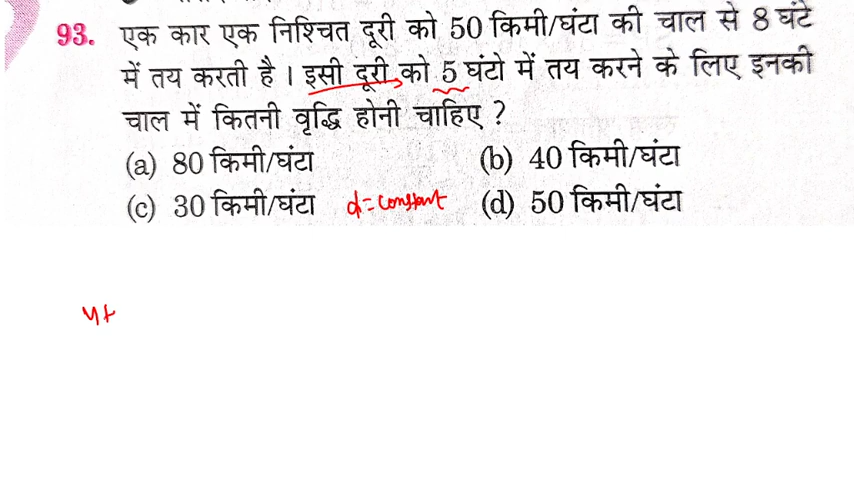 93. एक कार एक निश्चित दूरी को 50 किमी/घंटा की चाल से 8 घंटे
में तय करती है। इसी दूरी को 5 घंटो में तय करने के लिए इनकी
चाल में कितनी वृद्धि होनी चाहिए ?
(a) 80 किमी/घंटा (b) 40 किमी/घंटा
(c) 30 किमी/घंटा d = constant (d) 50 किमी/घंटा